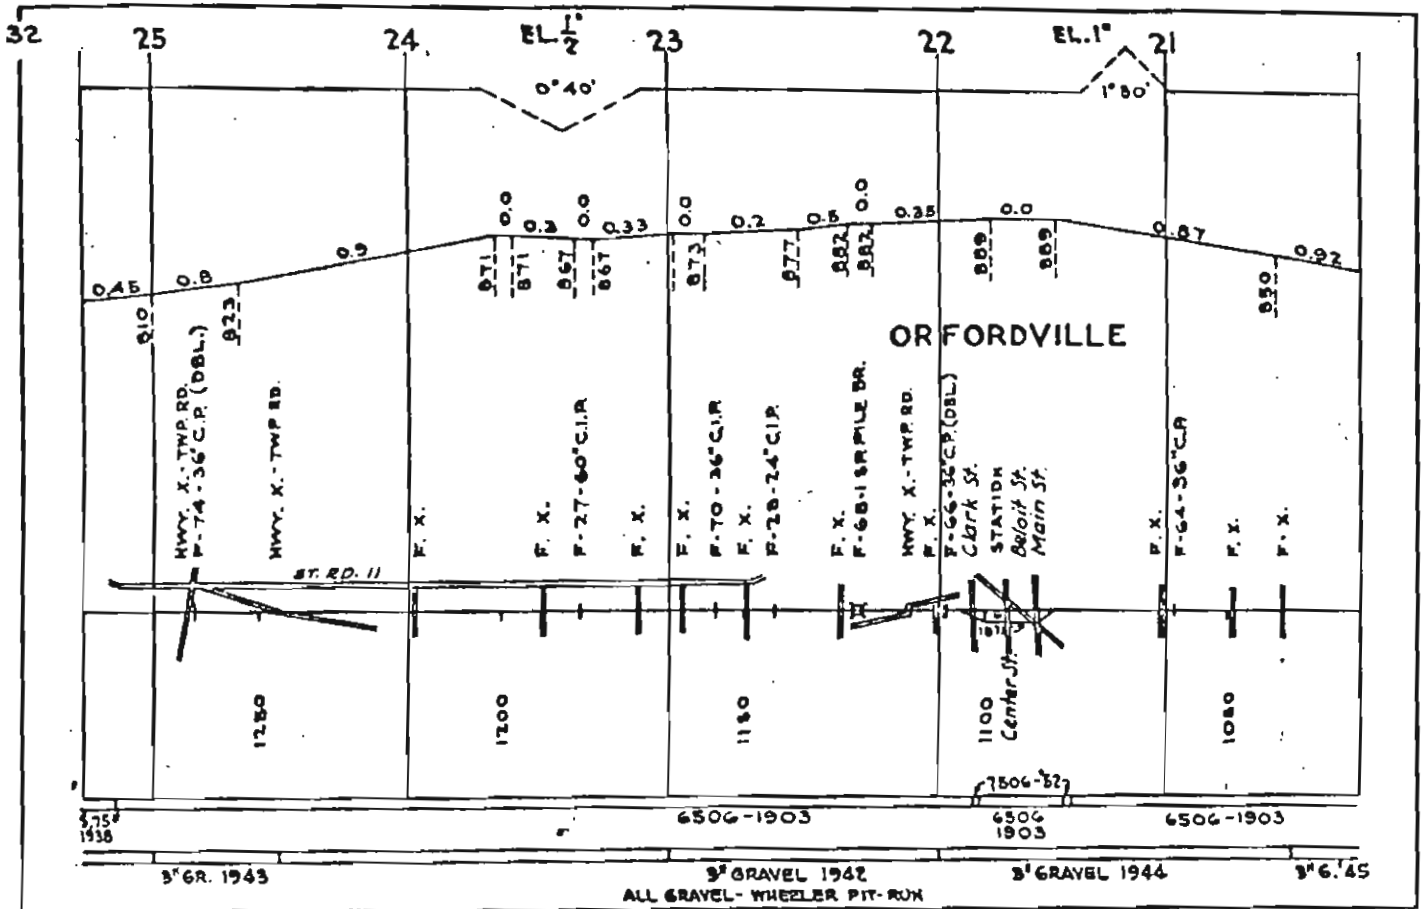 32 25 24 EL. 1/2" 23 22 EL. 1" 21
0°40' 1°30'
0.45 0.8 0.9 0.0 0.3 0.0 0.33 0.0 0.2 0.5 0.0 0.35 0.0 0.87 0.92
810 823 871 871 867 867 873 877 882 882 889 889 850
ORFORDVILLE
HWY. X. - TWP. RD.
F-74-36" C.P. (DBL.)
HWY. X. - TWP. RD.
F. X.
F. X.
F-27-60" C.I.P.
F. X.
F. X.
F-70-36" C.I.P.
F. X.
F-28-24" C.I.P.
F. X.
F-68-1 SP. PILE BR.
HWY. X. - TWP. RD.
F. X.
F-66-36" C.P. (DBL)
Clark St.
STATION
Beloit St.
Main St.
F. X.
F-64-36" C.P.
F. X.
F. X.
ST. RD. 11
Center St.
1200
1100
7506-'52
1938
6506-1903
6506
1903
6506-1903
3" GR. 1943
3" GRAVEL 1942
3" GRAVEL 1944
3" G. '45
ALL GRAVEL - WHEELER PIT-RUN